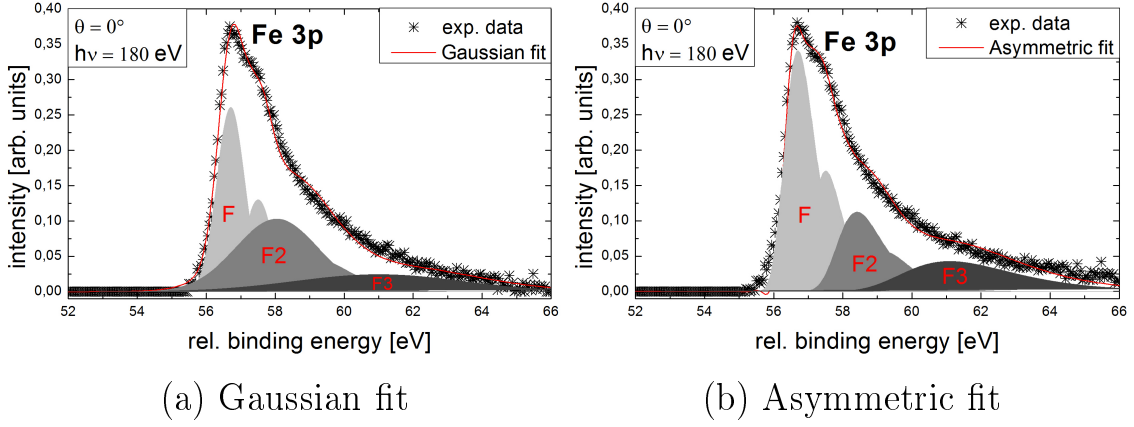 θ = 0°
hν = 180 eV
Fe 3p
exp. data
Gaussian fit
0,40
0,35
0,30
0,25
0,20
0,15
0,10
0,05
0,00
intensity [arb. units]
F
F2
F3
52 54 56 58 60 62 64 66
rel. binding energy [eV]
(a) Gaussian fit
θ = 0°
hν = 180 eV
Fe 3p
exp. data
Asymmetric fit
0,40
0,35
0,30
0,25
0,20
0,15
0,10
0,05
0,00
intensity [arb. units]
F
F2
F3
52 54 56 58 60 62 64 66
rel. binding energy [eV]
(b) Asymmetric fit